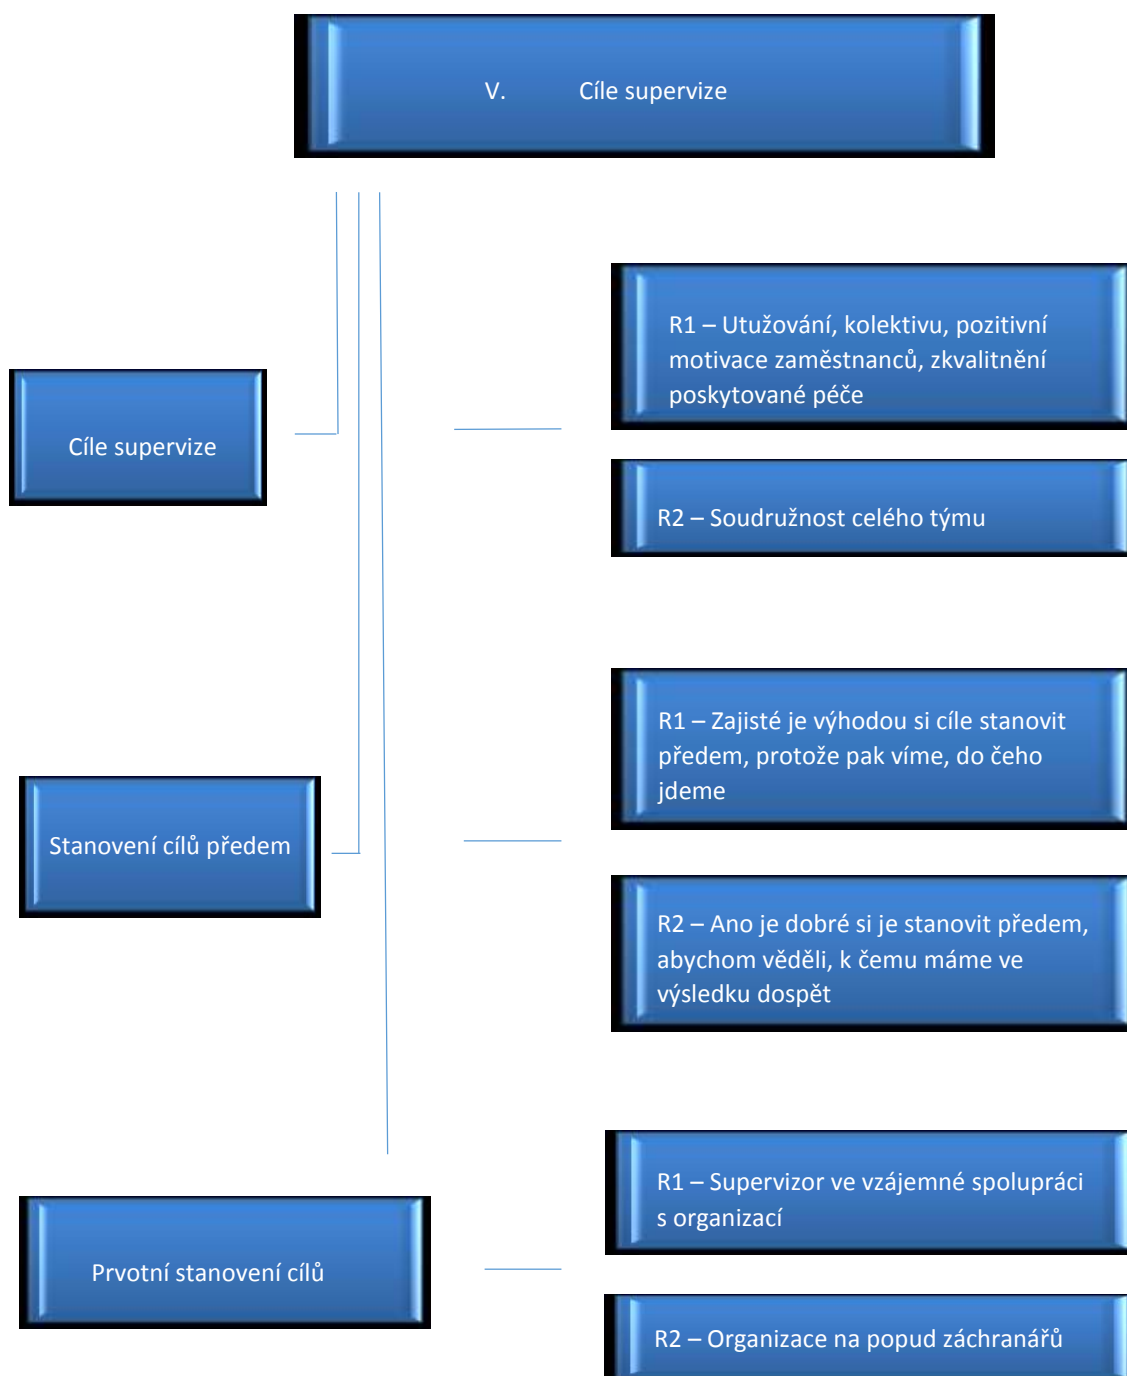 V. Cíle supervize
Cíle supervize
R1 – Utužování, kolektivu, pozitivní
motivace zaměstnanců, zkvalitnění
poskytované péče
R2 – Soudružnost celého týmu
Stanovení cílů předem
R1 – Zajisté je výhodou si cíle stanovit
předem, protože pak víme, do čeho
jdeme
R2 – Ano je dobré si je stanovit předem,
abychom věděli, k čemu máme ve
výsledku dospět
Prvotní stanovení cílů
R1 – Supervizor ve vzájemné spolupráci
s organizací
R2 – Organizace na popud záchranářů